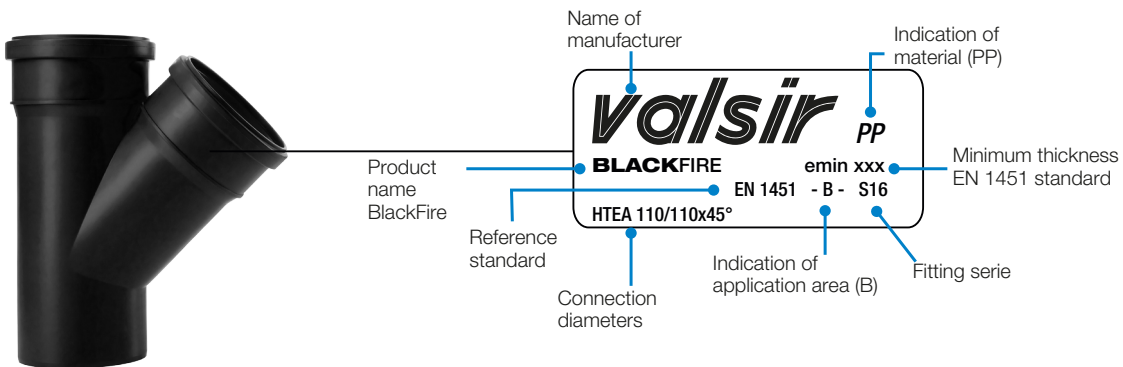 Name of
manufacturer
Indication of
material (PP)
valsir
PP
BLACKFIRE
emin xxx
EN 1451 - B - S16
HTEA 110/110x45°
Product
name
BlackFire
Minimum thickness
EN 1451 standard
Reference
standard
Indication of
application area (B)
Fitting serie
Connection
diameters